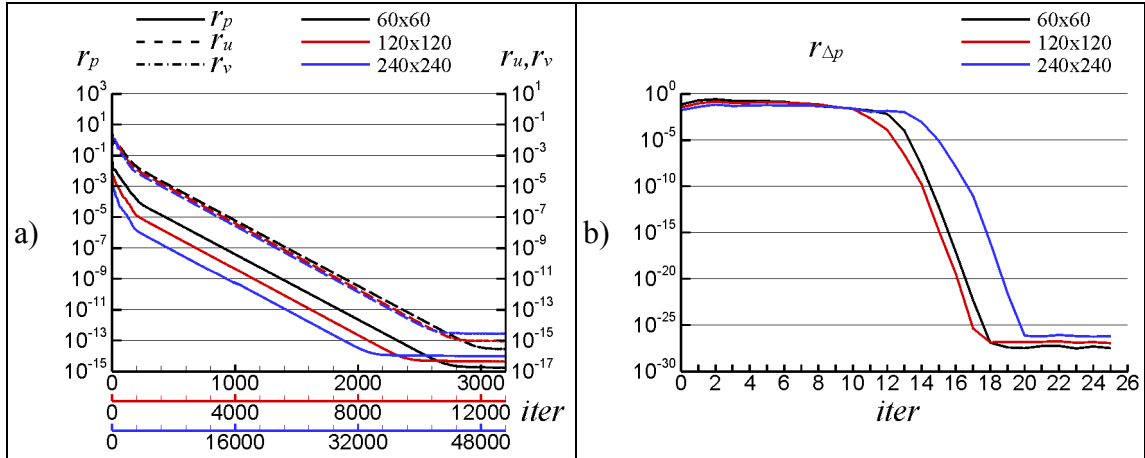 r_p 60x60
r_u 120x120
r_v 240x240
r_p
r_u,r_v
10^3 10^1
10^1 10^-1
10^-1 10^-3
10^-3 10^-5
10^-5 10^-7
a)
10^-7 10^-9
10^-9 10^-11
10^-11 10^-13
10^-13 10^-15
10^-15 10^-17
0 1000 2000 3000
0 4000 8000 12000 iter
0 16000 32000 48000
60x60
120x120
240x240
r_Δp
10^0
10^-5
10^-10
b)
10^-15
10^-20
10^-25
10^-30
0 2 4 6 8 10 12 14 16 18 20 22 24 26
iter